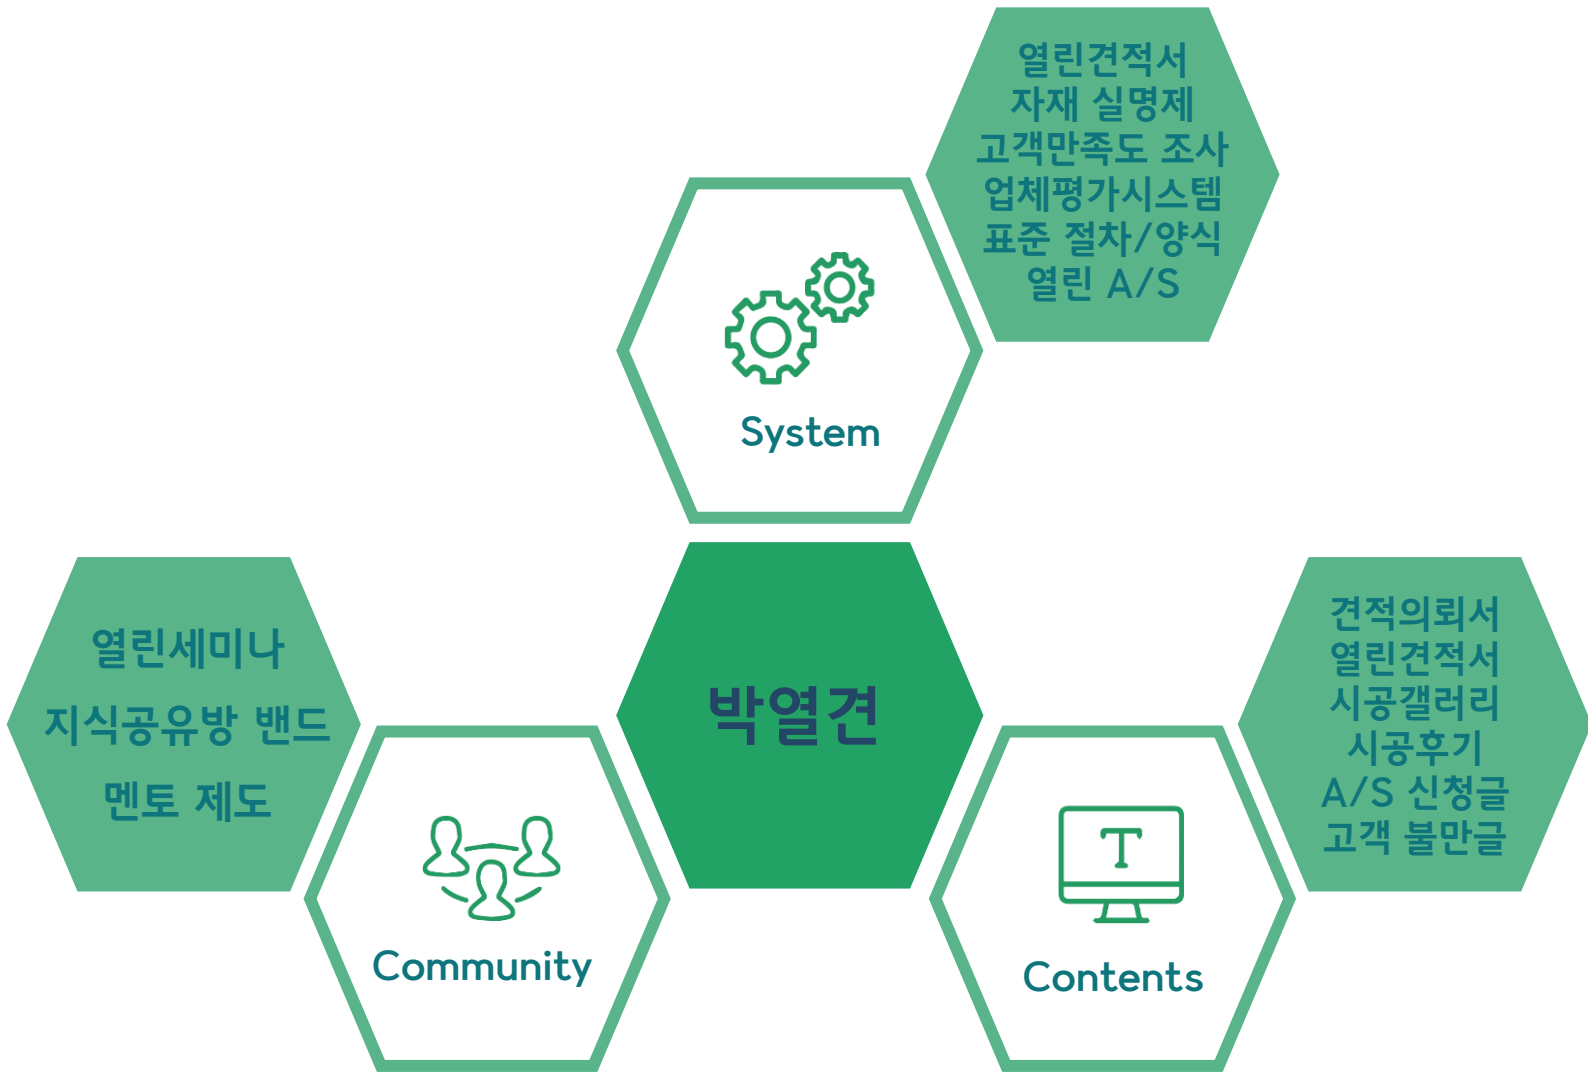 열린견적서
자재 실명제
고객만족도 조사
업체평가시스템
표준 절차/양식
열린 A/S
System
열린세미나
지식공유방 밴드
멘토 제도
Community
박열견
견적의뢰서
열린견적서
시공갤러리
시공후기
A/S 신청글
고객 불만글
T
Contents